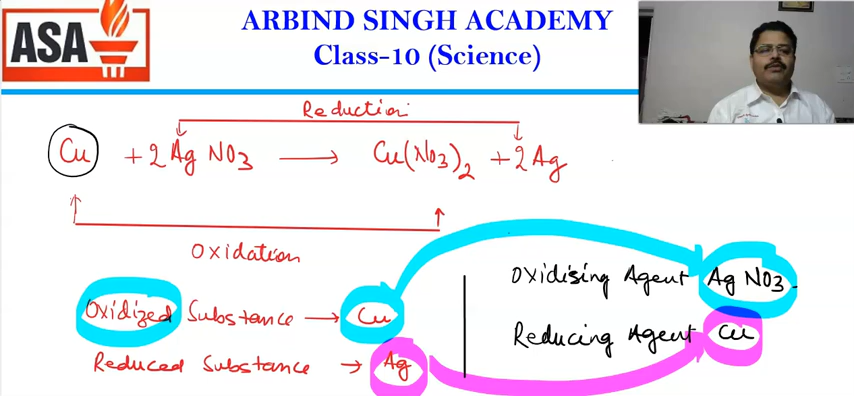 ASA
ARBIND SINGH ACADEMY
Class-10 (Science)
Reduction
Cu + 2AgNO3 → Cu(NO3)2 + 2Ag
Oxidation
Oxidized Substance → Cu
Reduced Substance → Ag
Oxidising Agent AgNO3
Reducing Agent Cu